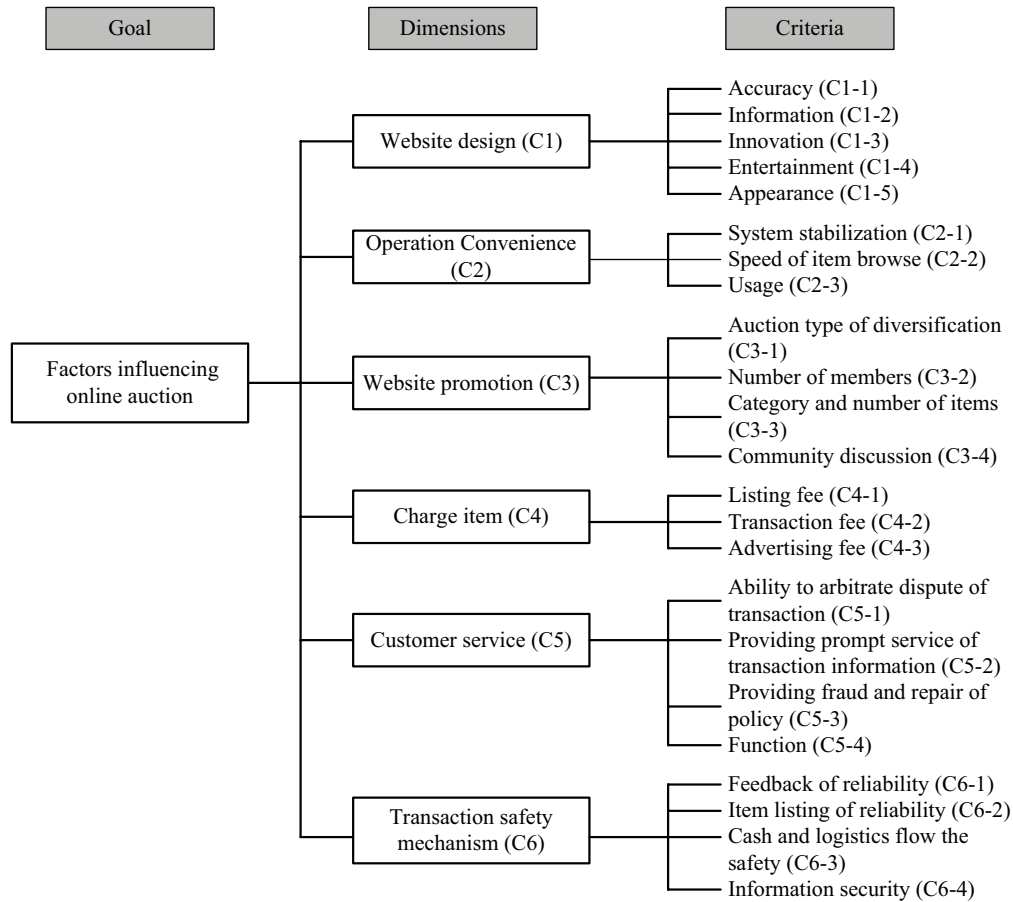 Goal
Dimensions
Criteria
Factors influencing
online auction
Website design (C1)
Accuracy (C1-1)
Information (C1-2)
Innovation (C1-3)
Entertainment (C1-4)
Appearance (C1-5)
Operation Convenience
(C2)
System stabilization (C2-1)
Speed of item browse (C2-2)
Usage (C2-3)
Website promotion (C3)
Auction type of diversification
(C3-1)
Number of members (C3-2)
Category and number of items
(C3-3)
Community discussion (C3-4)
Charge item (C4)
Listing fee (C4-1)
Transaction fee (C4-2)
Advertising fee (C4-3)
Customer service (C5)
Ability to arbitrate dispute of
transaction (C5-1)
Providing prompt service of
transaction information (C5-2)
Providing fraud and repair of
policy (C5-3)
Function (C5-4)
Transaction safety
mechanism (C6)
Feedback of reliability (C6-1)
Item listing of reliability (C6-2)
Cash and logistics flow the
safety (C6-3)
Information security (C6-4)